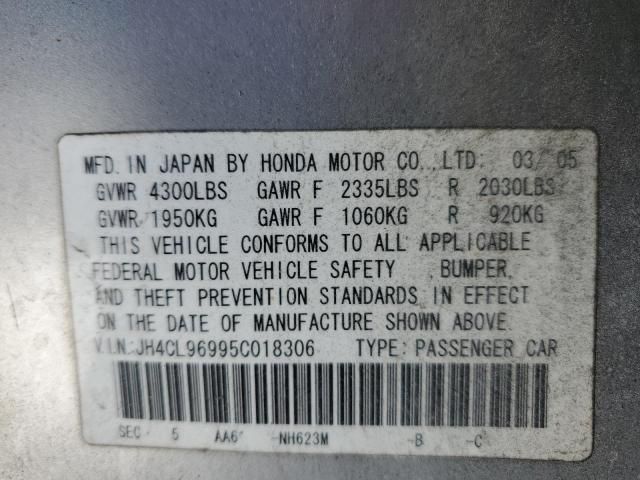 MFD. IN JAPAN BY HONDA MOTOR CO., LTD: 03/05
GVWR 4300LBS GAWR F 2335LBS R 2030LBS
GVWR 1950KG GAWR F 1060KG R 920KG
THIS VEHICLE CONFORMS TO ALL APPLICABLE
FEDERAL MOTOR VEHICLE SAFETY, BUMPER,
AND THEFT PREVENTION STANDARDS IN EFFECT
ON THE DATE OF MANUFACTURE SHOWN ABOVE.
V.I.N.: JH4CL96995C018306 TYPE: PASSENGER CAR
SEC 5 AA6 -NH623M -B -C